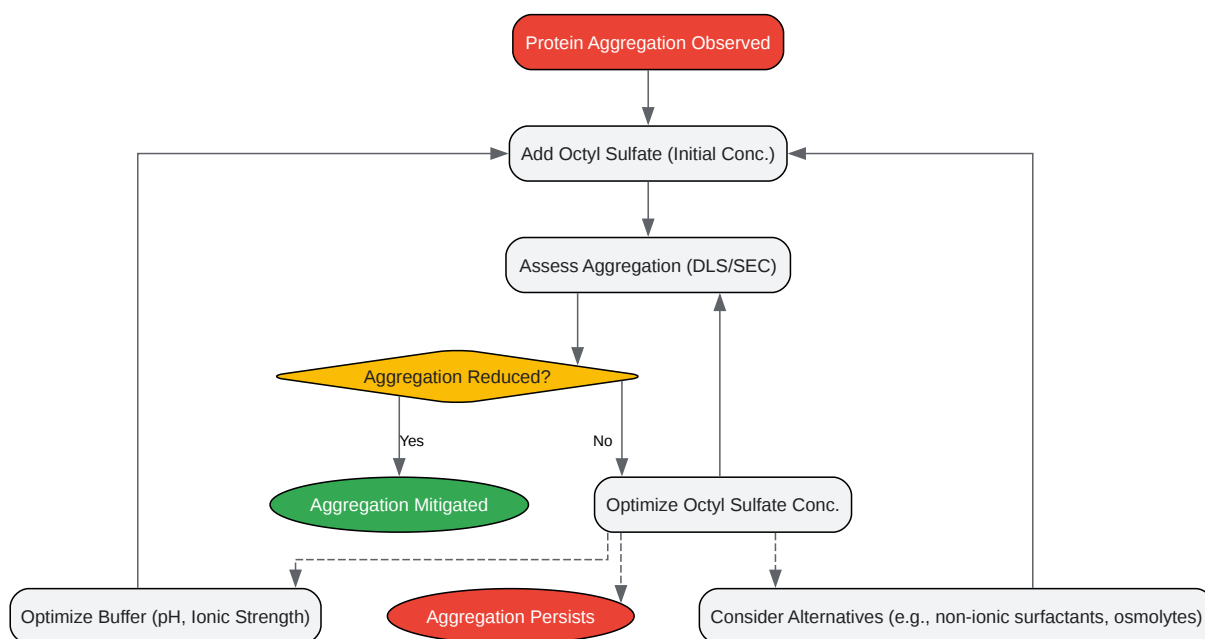 Protein Aggregation Observed
Add Octyl Sulfate (Initial Conc.)
Assess Aggregation (DLS/SEC)
Aggregation Reduced?
Yes
No
Aggregation Mitigated
Optimize Octyl Sulfate Conc.
Optimize Buffer (pH, Ionic Strength)
Aggregation Persists
Consider Alternatives (e.g., non-ionic surfactants, osmolytes)